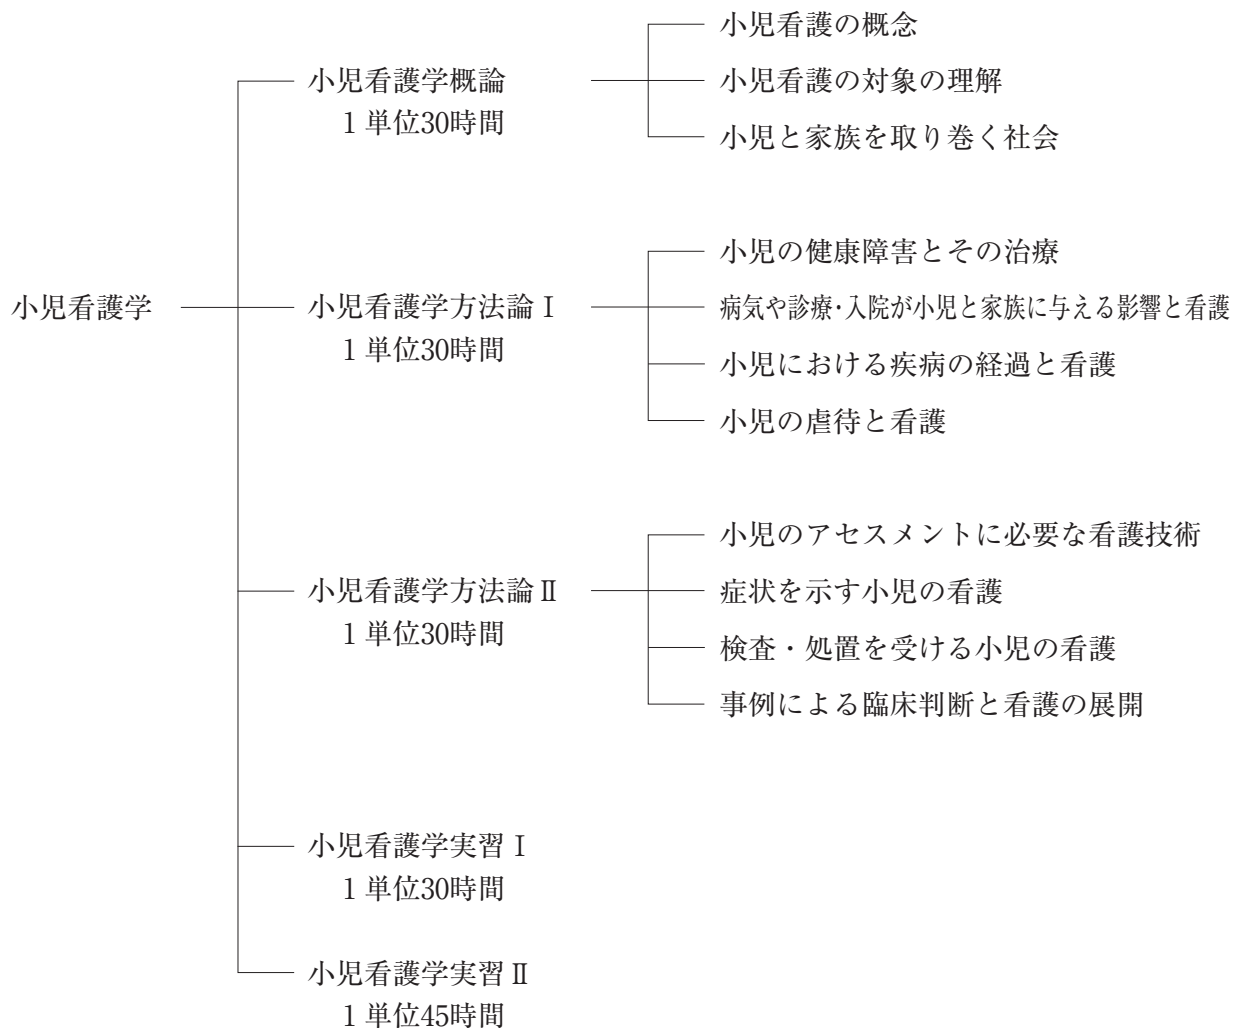 小児看護学
小児看護学概論
1単位30時間
小児看護の概念
小児看護の対象の理解
小児と家族を取り巻く社会
小児看護学方法論Ⅰ
1単位30時間
小児の健康障害とその治療
病気や診療・入院が小児と家族に与える影響と看護
小児における疾病の経過と看護
小児の虐待と看護
小児看護学方法論Ⅱ
1単位30時間
小児のアセスメントに必要な看護技術
症状を示す小児の看護
検査・処置を受ける小児の看護
事例による臨床判断と看護の展開
小児看護学実習Ⅰ
1単位30時間
小児看護学実習Ⅱ
1単位45時間